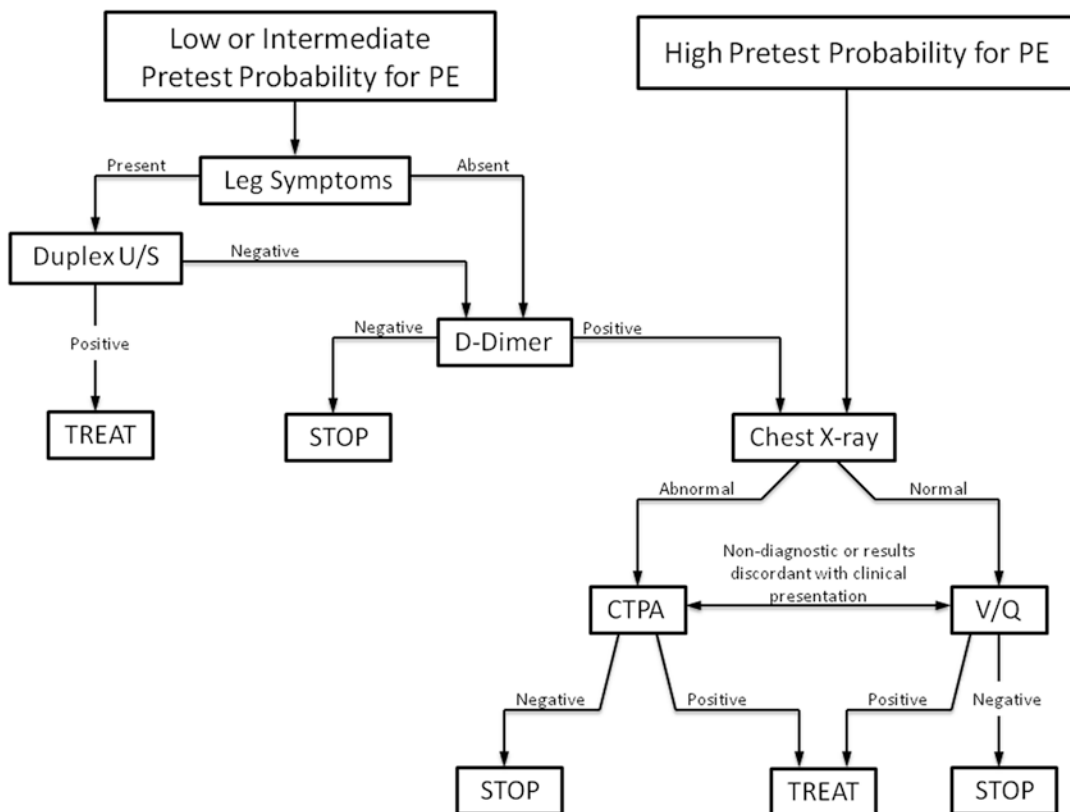 Low or Intermediate
Pretest Probability for PE
High Pretest Probability for PE
Present
Leg Symptoms
Absent
Duplex U/S
Negative
Negative
D-Dimer
Positive
Positive
TREAT
STOP
Chest X-ray
Abnormal
Normal
Non-diagnostic or results
discordant with clinical
presentation
CTPA
V/Q
Negative
Positive
Positive
Negative
STOP
TREAT
STOP